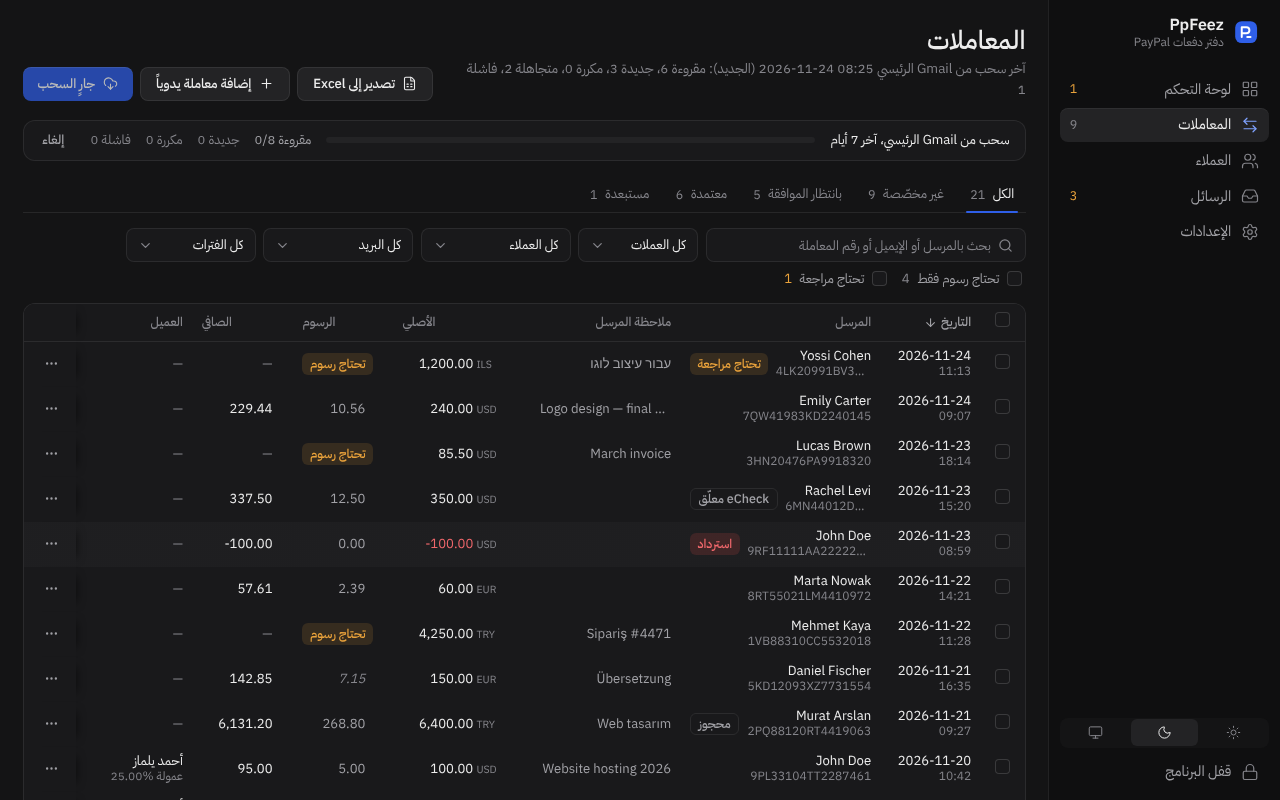 PpFeez
دفتر دفعات PayPal
لوحة التحكم 1
المعاملات 9
العملاء
الرسائل 3
الإعدادات
قفل البرنامج
المعاملات
آخر سحب من Gmail الرئيسي 08:25 24-11-2026 (الجديد): مقروءة 6، جديدة 3، مكررة 0، متجاهلة 2، فاشلة
1
تصدير إلى Excel
إضافة معاملة يدوياً
جارٍ السحب
سحب من Gmail الرئيسي، آخر 7 أيام
مقروءة 0/8 جديدة 0 مكررة 0 فاشلة 0 إلغاء
الكل 21 غير مخصّصة 9 بانتظار الموافقة 5 معتمدة 6 مستبعدة 1
بحث بالمرسل أو الإيميل أو رقم المعاملة
كل العملات
كل العملاء
كل البريد
كل الفترات
تحتاج رسوم فقط 4 تحتاج مراجعة 1
التاريخ ↓ المرسل ملاحظة المرسل الأصلي الرسوم الصافي العميل
2026-11-24 Yossi Cohen تحتاج مراجعة עבור עיצוב לוגו 1,200.00 ILS تحتاج رسوم — —
11:13 4LK20991BV3...
2026-11-24 Emily Carter Logo design — final ... 240.00 USD 10.56 229.44 —
09:07 7QW41983KD2240145
2026-11-23 Lucas Brown March invoice 85.50 USD تحتاج رسوم — —
18:14 3HN20476PA9918320
2026-11-23 Rachel Levi eCheck معلّق 350.00 USD 12.50 337.50 —
15:20 6MN44012D...
2026-11-23 John Doe استرداد -100.00 USD 0.00 -100.00 —
08:59 9RF11111AA22222...
2026-11-22 Marta Nowak 60.00 EUR 2.39 57.61 —
14:21 8RT55021LM4410972
2026-11-22 Mehmet Kaya Sipariş #4471 4,250.00 TRY تحتاج رسوم — —
11:28 1VB88310CC5532018
2026-11-21 Daniel Fischer Übersetzung 150.00 EUR 7.15 142.85 —
16:35 5KD12093XZ7731554
2026-11-21 Murat Arslan محجوز Web tasarım 6,400.00 TRY 268.80 6,131.20 —
09:27 2PQ88120RT4419063
2026-11-20 John Doe Website hosting 2026 100.00 USD 5.00 95.00 أحمد يلماز
10:42 9PL33104TT2287461 عمولة %25.00